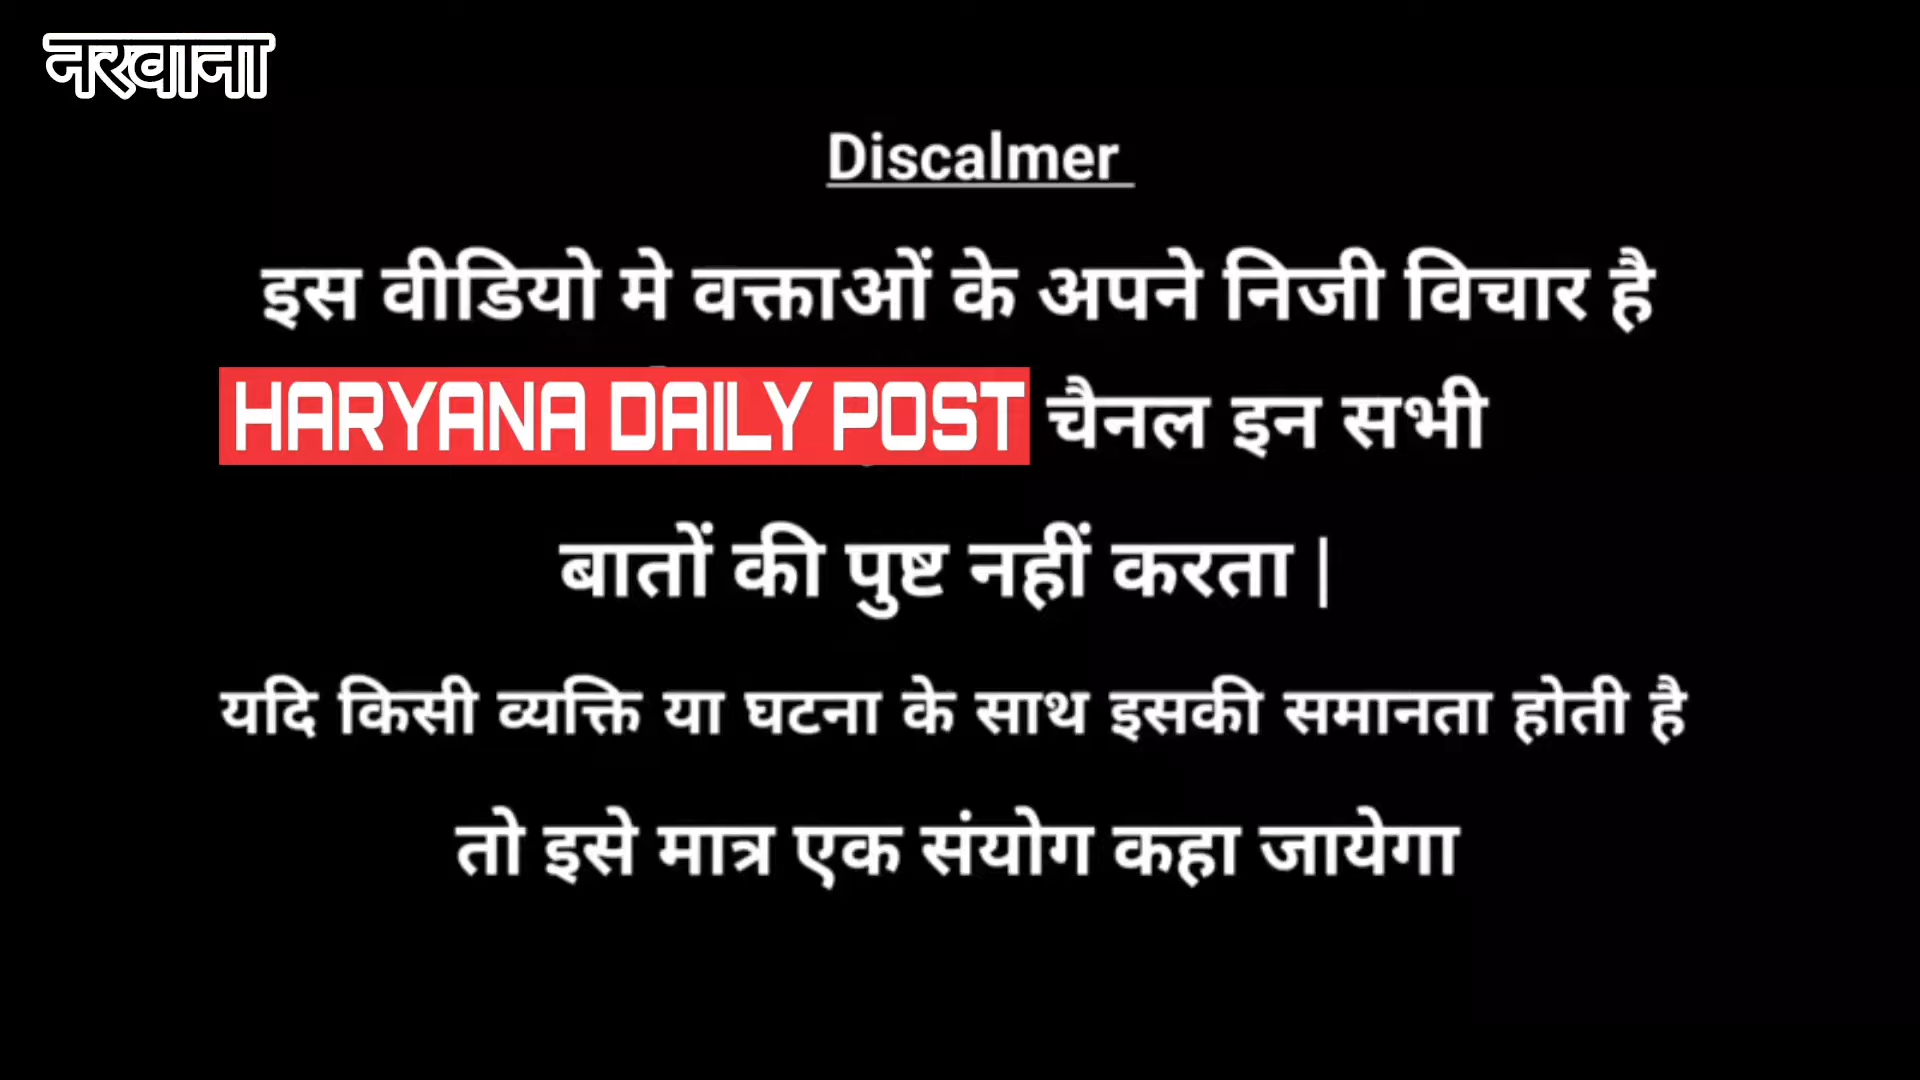 नरवाना
Discalmer
इस वीडियो मे वक्ताओं के अपने निजी विचार है
HARYANA DAILY POST चैनल इन सभी
बातों की पुष्ट नहीं करता |
यदि किसी व्यक्ति या घटना के साथ इसकी समानता होती है
तो इसे मात्र एक संयोग कहा जायेगा